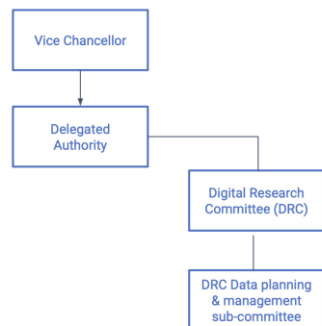 Vice Chancellor
Delegated
Authority
Digital Research
Committee (DRC)
DRC Data planning
& management
sub-committee